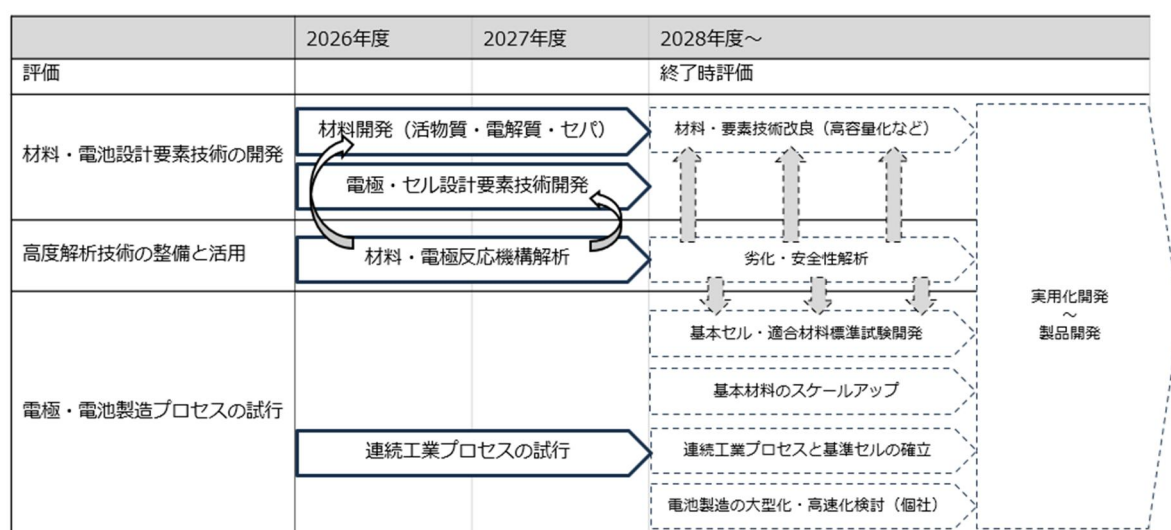 2026年度
2027年度
2028年度～
評価
終了時評価
材料・電池設計要素技術の開発
材料開発（活物質・電解質・セパ）
電極・セル設計要素技術開発
材料・要素技術改良（高容量化など）
高度解析技術の整備と活用
材料・電極反応機構解析
劣化・安全性解析
電極・電池製造プロセスの試行
連続工業プロセスの試行
基本セル・適合材料標準試験開発
基本材料のスケールアップ
連続工業プロセスと基準セルの確立
電池製造の大型化・高速化検討（個社）
実用化開発
～
製品開発